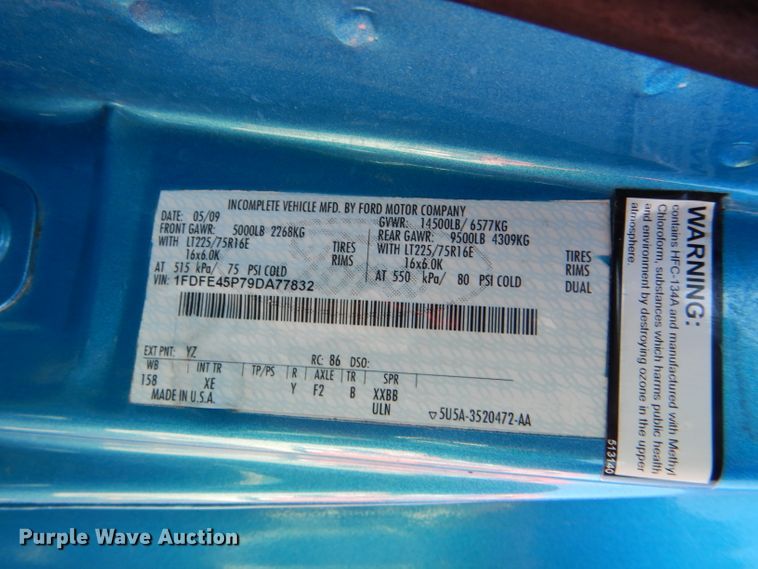 INCOMPLETE VEHICLE MFD. BY FORD MOTOR COMPANY
DATE: 05/09 GVWR: 14500LB/ 6577KG
FRONT GAWR: 5000LB 2268KG REAR GAWR: 9500LB 4309KG
WITH LT225/75R16E TIRES WITH LT225/75R16E TIRES
16x6.0K RIMS 16x6.0K RIMS
AT 515 kPa/ 75 PSI COLD AT 550 kPa/ 80 PSI COLD DUAL
VIN: 1FDFE45P79DA77832
EXT PNT: YZ RC: 86 DSO:
WB INT TR TP/PS R AXLE TR SPR
158 XE Y F2 B XXBB
MADE IN U.S.A. ULN ▽5U5A-3520472-AA
WARNING:
contains HFC-134A and manufactured with Methyl
Chloroform, substances which harms public health
and environment by destroying ozone in the upper
atmosphere.
513140
Purple Wave Auction